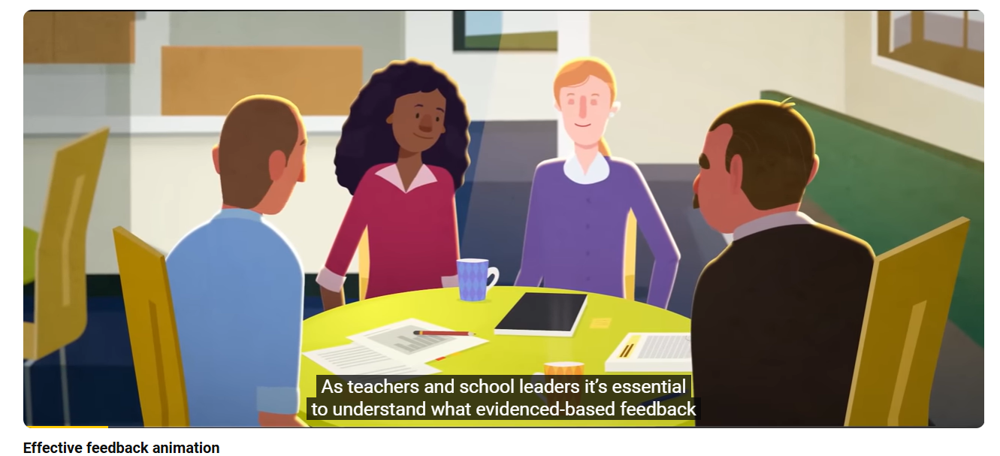 As teachers and school leaders it’s essential
to understand what evidenced-based feedback
Effective feedback animation